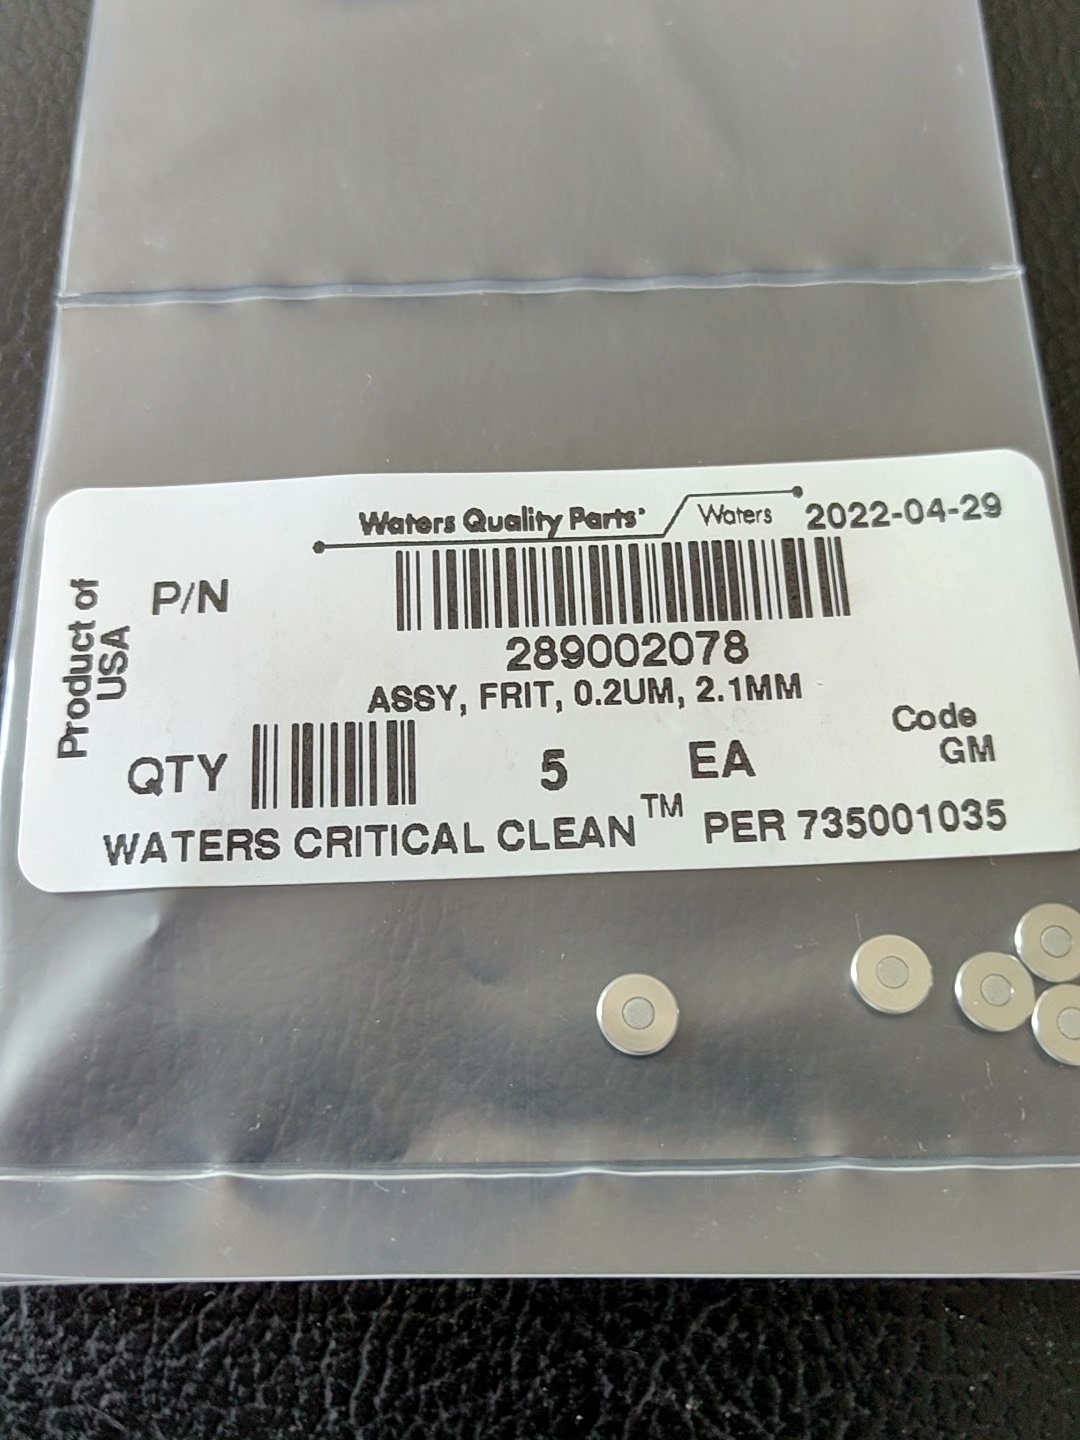 Waters Quality Parts® Waters 2022-04-29
Product of
USA
P/N
289002078
ASSY, FRIT, 0.2UM, 2.1MM
Code
GM
QTY 5 EA
WATERS CRITICAL CLEAN™ PER 735001035